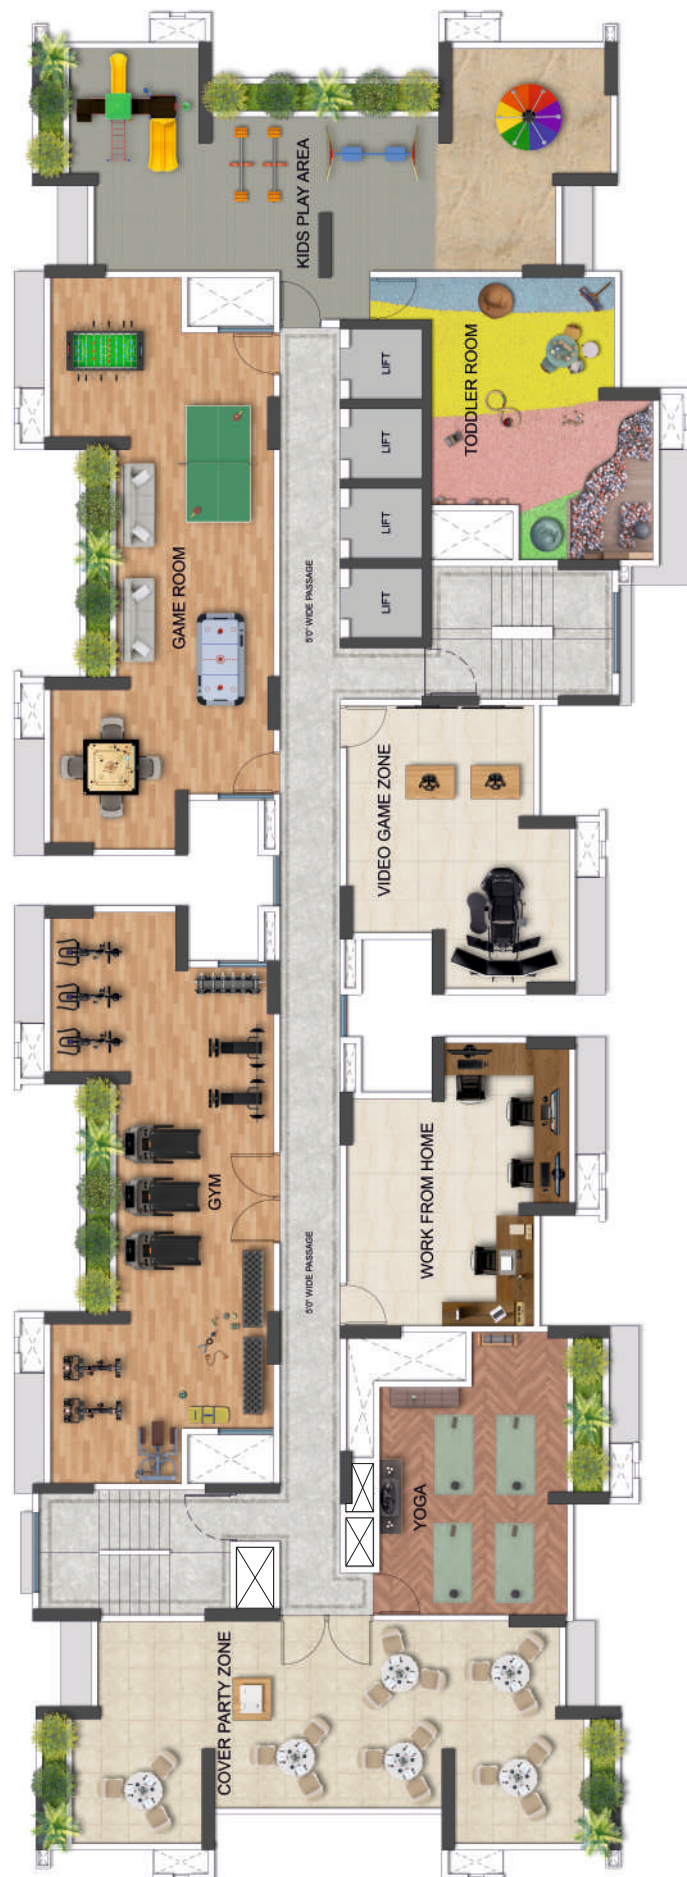 KIDS PLAY AREA
TODDLER ROOM
LIFT
LIFT
LIFT
LIFT
GAME ROOM
5'0" WIDE PASSAGE
VIDEO GAME ZONE
WORK FROM HOME
GYM
5'0" WIDE PASSAGE
YOGA
COVER PARTY ZONE